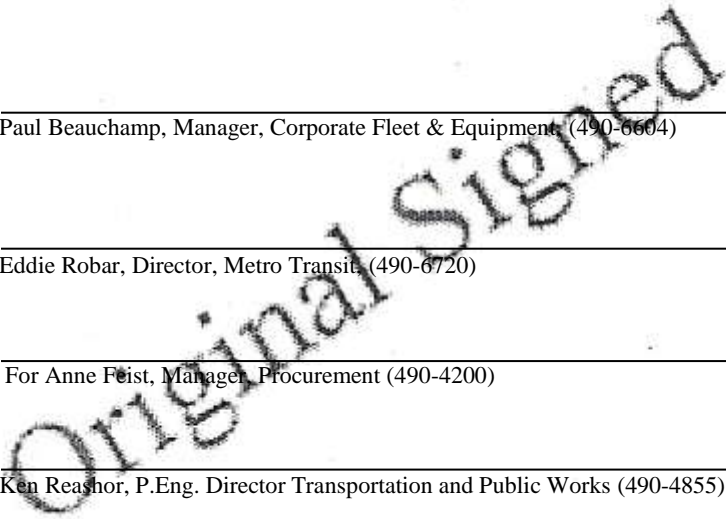 Paul Beauchamp, Manager, Corporate Fleet & Equipment, (490-6604)
Eddie Robar, Director, Metro Transit, (490-6720)
For Anne Feist, Manager, Procurement (490-4200)
Ken Reashor, P.Eng. Director Transportation and Public Works (490-4855)
Original Signed